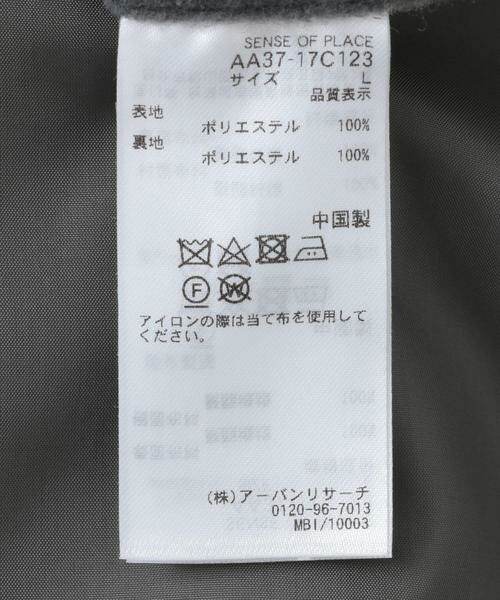 SENSE OF PLACE
AA37-17C123
サイズ L
品質表示
表地
ポリエステル 100%
裏地
ポリエステル 100%
中国製
F W
アイロンの際は当て布を使用して
ください。
(株)アーバンリサーチ
0120-96-7013
MBI/10003